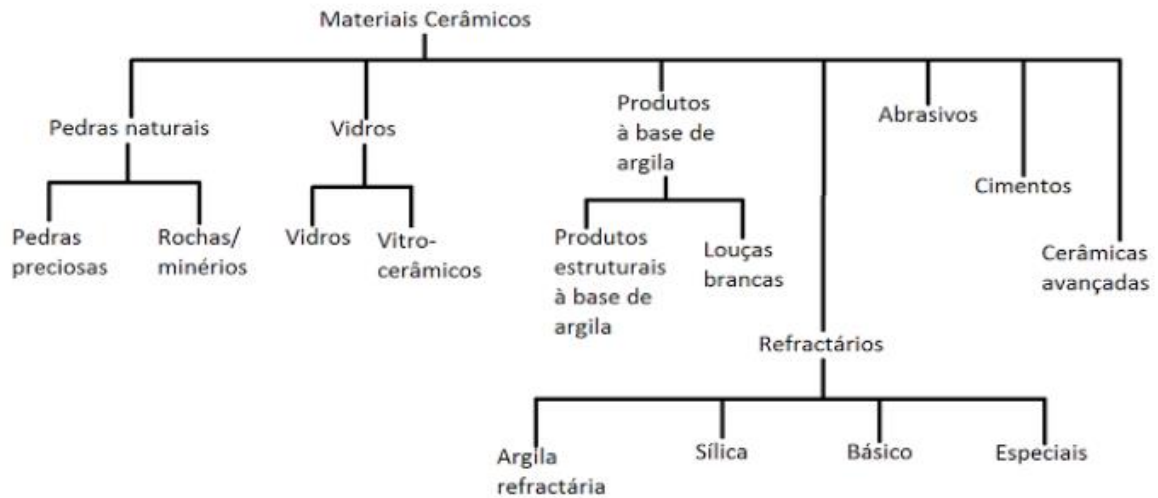 Materiais Cerâmicos
Pedras naturais
Vidros
Produtos
à base de
argila
Abrasivos
Cimentos
Pedras
preciosas
Rochas/
minérios
Vidros
Vitro-
cerâmicos
Produtos
estruturais
à base de
argila
Louças
brancas
Cerâmicas
avançadas
Refractários
Argila
refractária
Sílica
Básico
Especiais